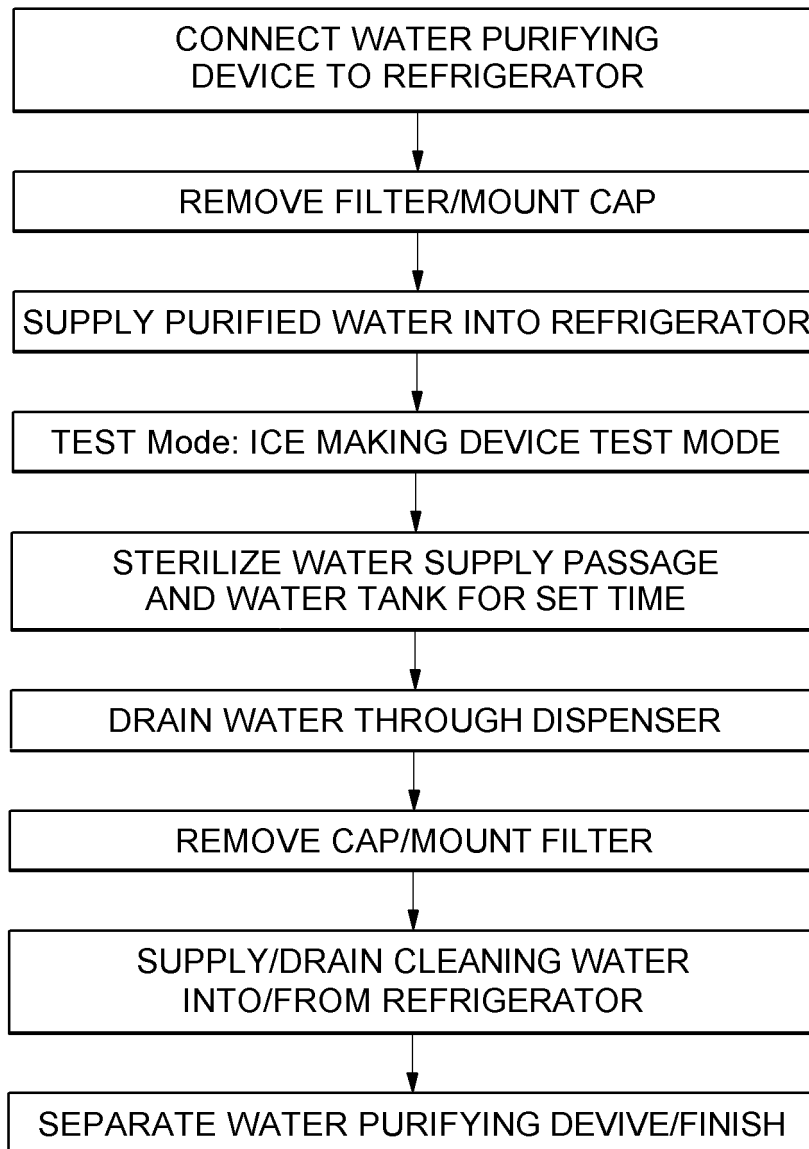 CONNECT WATER PURIFYING
DEVICE TO REFRIGERATOR
REMOVE FILTER/MOUNT CAP
SUPPLY PURIFIED WATER INTO REFRIGERATOR
TEST Mode: ICE MAKING DEVICE TEST MODE
STERILIZE WATER SUPPLY PASSAGE
AND WATER TANK FOR SET TIME
DRAIN WATER THROUGH DISPENSER
REMOVE CAP/MOUNT FILTER
SUPPLY/DRAIN CLEANING WATER
INTO/FROM REFRIGERATOR
SEPARATE WATER PURIFYING DEVIVE/FINISH